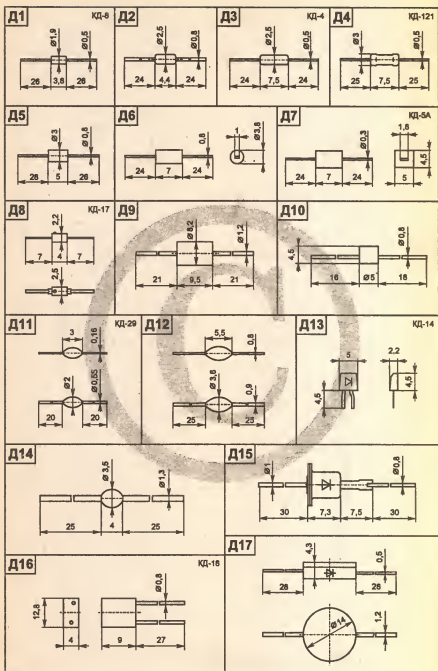 Д1 КД-8
Ø1,9
Ø0,5
26 3,8 26
Д2
Ø2,5
Ø0,8
24 4,4 24
Д3 КД-4
Ø2,5
Ø0,5
24 7,5 24
Д4 КД-121
Ø3
Ø0,5
25 7,5 25
Д5
Ø3
Ø0,8
26 5 26
Д6
0,8
1
Ø3,8
24 7 24
Д7 КД-5А
Ø0,3
1,6
4,5
24 7 24
5
Д8 КД-17
2,2
7 4 7
2,5
Д9
Ø8,2
Ø1,2
21 9,5 21
Д10
4,5
Ø0,8
16 Ø5 18
Д11 КД-29
3
0,16
Ø2
Ø0,55
20 20
Д12
5,5
0,8
Ø3,6
0,9
25 25
Д13 КД-14
5
4,5
2,2
4,5
Д14
Ø3,5
Ø1,3
25 4 25
Д15
Ø1
Ø0,8
30 7,3 7,5 30
Д16 КД-16
12,8
4
Ø0,8
9 27
Д17
4,3
0,5
28 28
Ø14
1,2
©